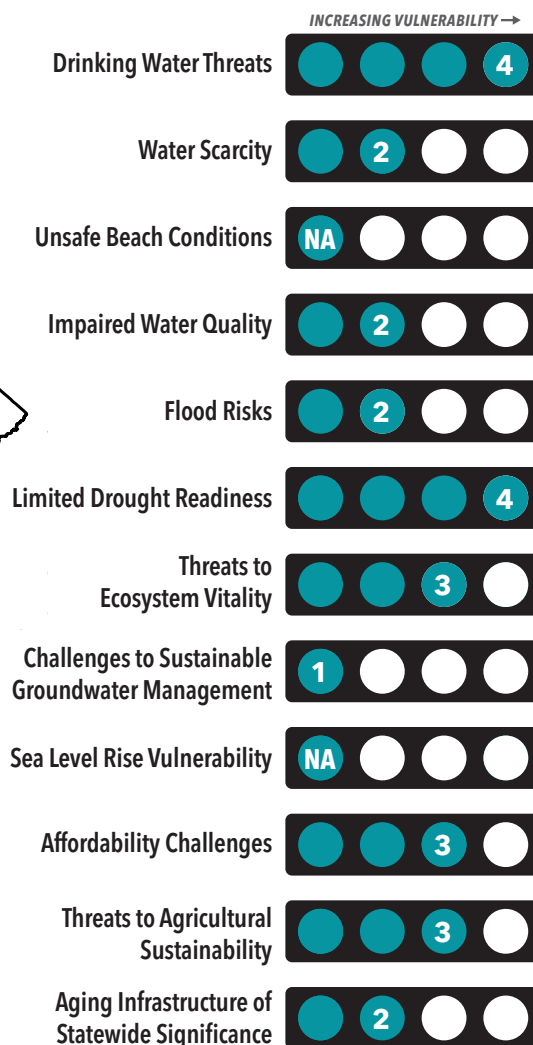 INCREASING VULNERABILITY →
Drinking Water Threats 4
Water Scarcity 2
Unsafe Beach Conditions NA
Impaired Water Quality 2
Flood Risks 2
Limited Drought Readiness 4
Threats to
Ecosystem Vitality 3
Challenges to Sustainable
Groundwater Management 1
Sea Level Rise Vulnerability NA
Affordability Challenges 3
Threats to Agricultural
Sustainability 3
Aging Infrastructure of
Statewide Significance 2